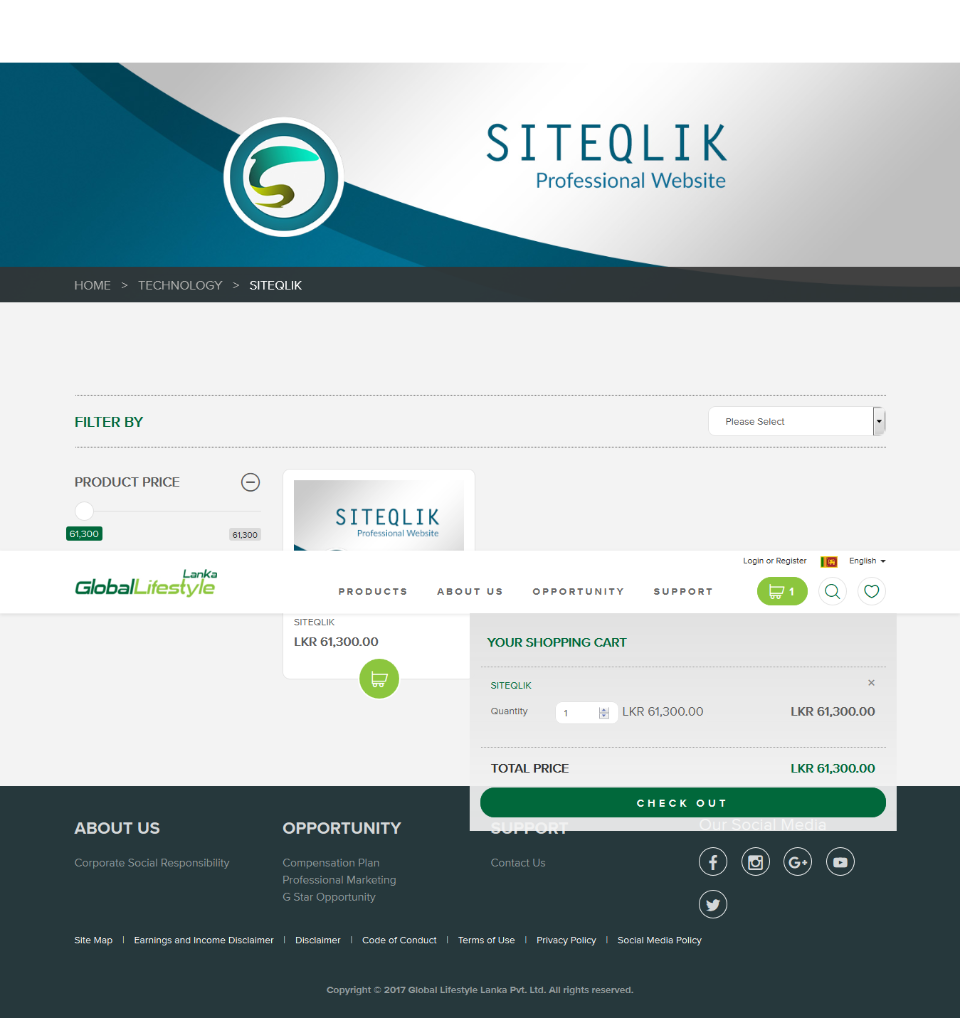 SITEQLIK
Professional Website
HOME > TECHNOLOGY > SITEQLIK
FILTER BY
Please Select
PRODUCT PRICE
61,300
61,300
SITEQLIK
Professional Website
Login or Register
English
GlobalLifestyle Lanka
PRODUCTS ABOUT US OPPORTUNITY SUPPORT
1
SITEQLIK
LKR 61,300.00
YOUR SHOPPING CART
SITEQLIK
×
Quantity 1 LKR 61,300.00 LKR 61,300.00
TOTAL PRICE LKR 61,300.00
CHECK OUT
ABOUT US
Corporate Social Responsibility
OPPORTUNITY
Compensation Plan
Professional Marketing
G Star Opportunity
SUPPORT
Contact Us
Our Social Media
Site Map | Earnings and Income Disclaimer | Disclaimer | Code of Conduct | Terms of Use | Privacy Policy | Social Media Policy
Copyright © 2017 Global Lifestyle Lanka Pvt. Ltd. All rights reserved.